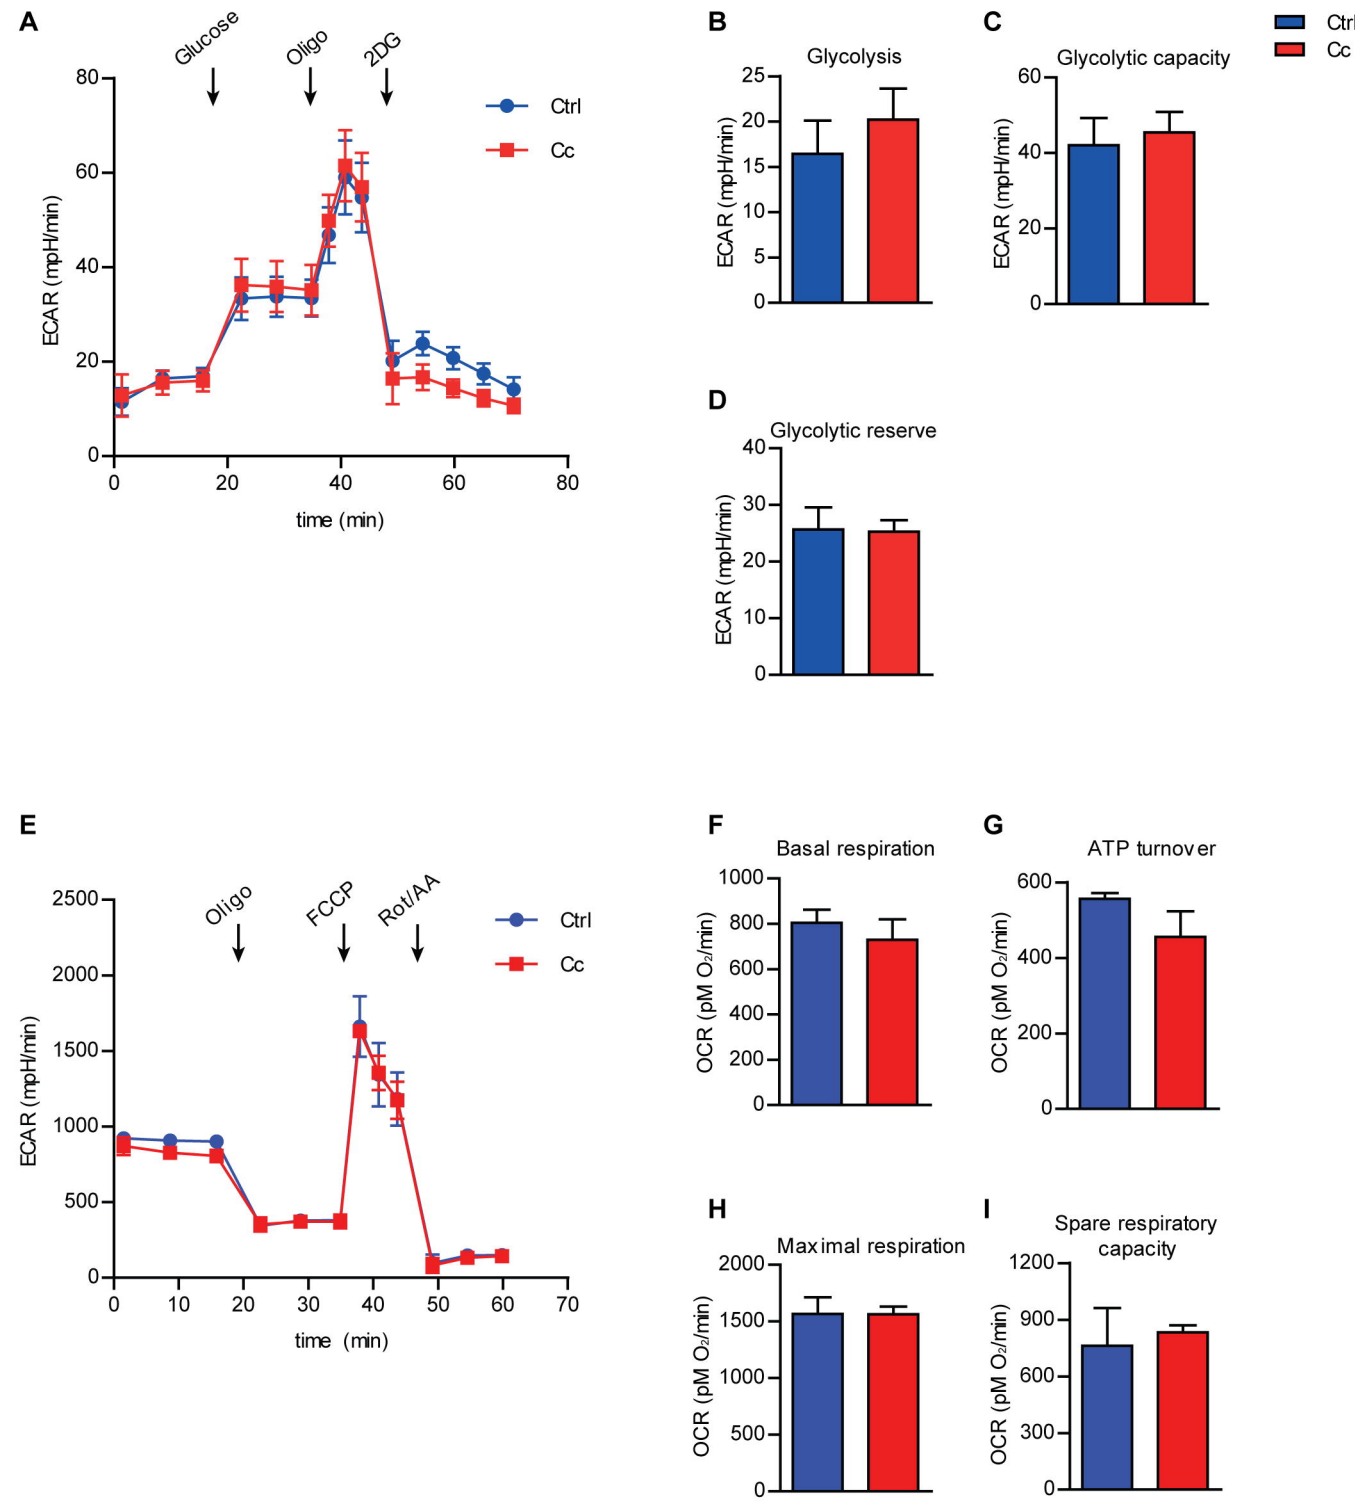 A
Glucose
Oligo
2DG
80
60
40
20
0
ECAR (mpH/min)
0 20 40 60 80
time (min)
Ctrl
Cc
B
Glycolysis
25
20
15
10
5
0
ECAR (mpH/min)
C
Glycolytic capacity
60
40
20
0
ECAR (mpH/min)
Ctrl
Cc
D
Glycolytic reserve
40
30
20
10
0
ECAR (mpH/min)
E
Oligo
FCCP
Rot/AA
2500
2000
1500
1000
500
0
ECAR (mpH/min)
0 10 20 30 40 50 60 70
time (min)
Ctrl
Cc
F
Basal respiration
1000
800
600
400
200
0
OCR (pM O₂/min)
G
ATP turnover
600
400
200
0
OCR (pM O₂/min)
H
Maximal respiration
2000
1500
1000
500
0
OCR (pM O₂/min)
I
Spare respiratory
capacity
1200
900
600
300
0
OCR (pM O₂/min)